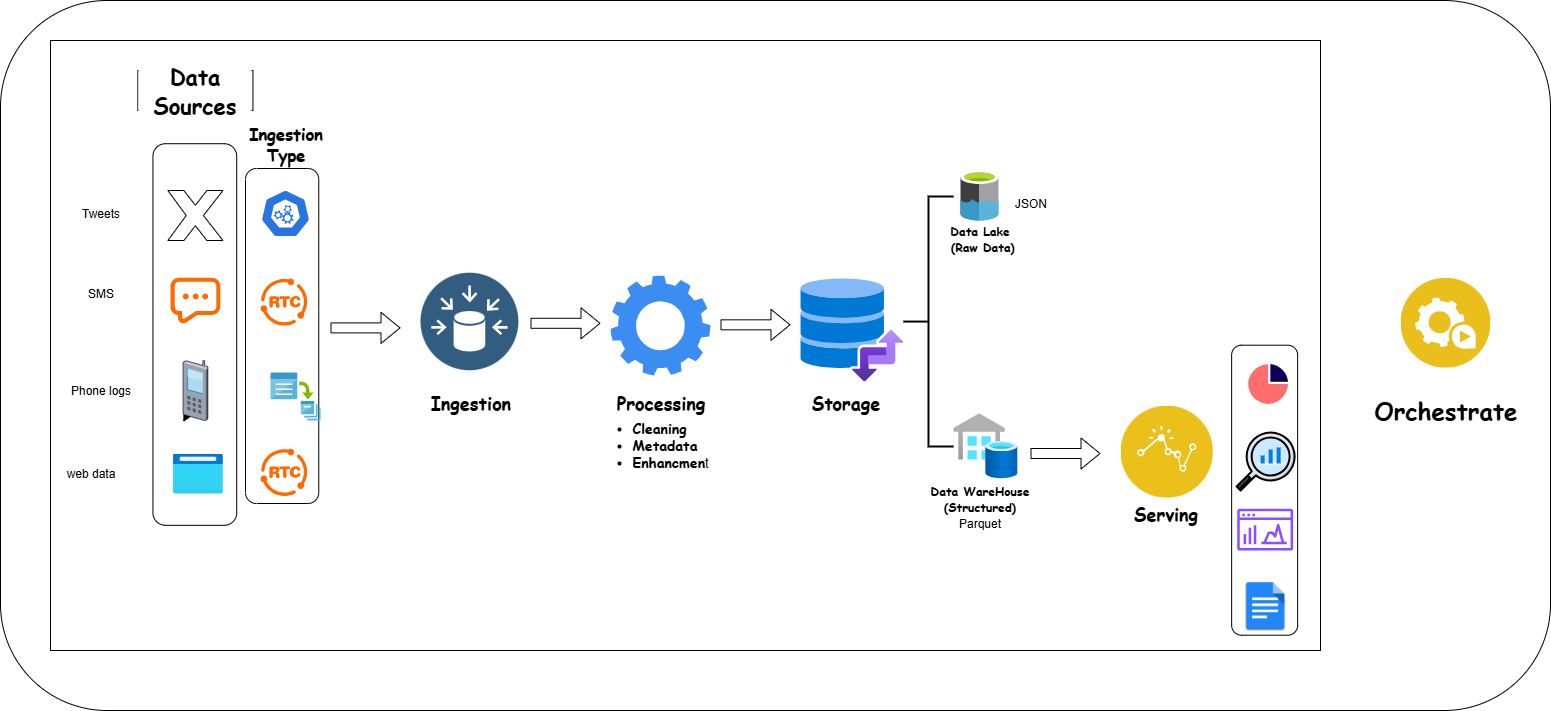 Data
Sources
Ingestion
Type
Tweets
SMS
RTC
Phone logs
web data
RTC
Ingestion
Processing
• Cleaning
• Metadata
• Enhancment
Storage
JSON
Data Lake
(Raw Data)
Data WareHouse
(Structured)
Parquet
Serving
Orchestrate